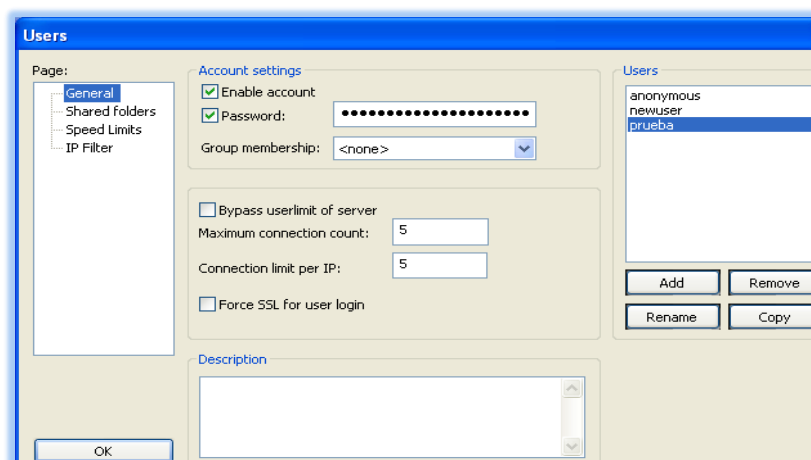 Users
Page:
General
Shared folders
Speed Limits
IP Filter
OK
Account settings
Enable account
Password: ●●●●●●●●●●●●●●●●●●●●●
Group membership: <none>
Bypass userlimit of server
Maximum connection count: 5
Connection limit per IP: 5
Force SSL for user login
Description
Users
anonymous
newuser
prueba
Add Remove
Rename Copy